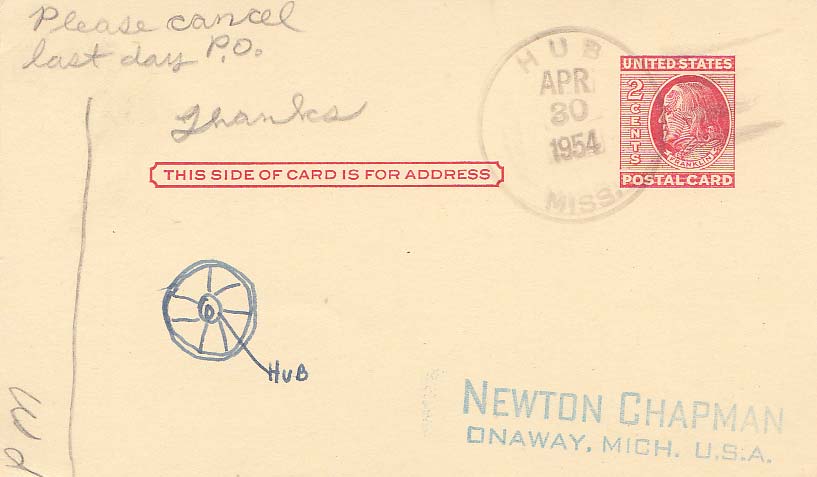 Please cancel
last day P.O.
Thanks
HUB
APR
30
1954
MISS.
UNITED STATES
2 CENTS
FRANKLIN
POSTAL CARD
THIS SIDE OF CARD IS FOR ADDRESS
HUB
NEWTON CHAPMAN
ONAWAY, MICH. U.S.A.